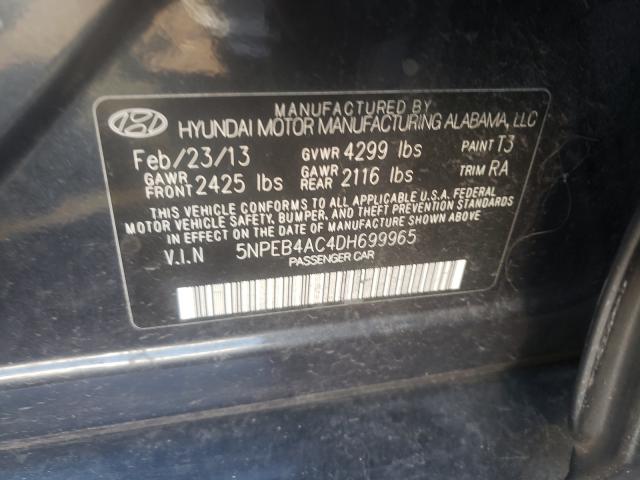 MANUFACTURED BY
HYUNDAI MOTOR MANUFACTURING ALABAMA, LLC
Feb/23/13 GVWR 4299 lbs PAINT T3
GAWR FRONT 2425 lbs GAWR REAR 2116 lbs TRIM RA
THIS VEHICLE CONFORMS TO ALL APPLICABLE U.S.A. FEDERAL
MOTOR VEHICLE SAFETY, BUMPER, AND THEFT PREVENTION STANDARDS
IN EFFECT ON THE DATE OF MANUFACTURE SHOWN ABOVE
V.I.N 5NPEB4AC4DH699965
PASSENGER CAR